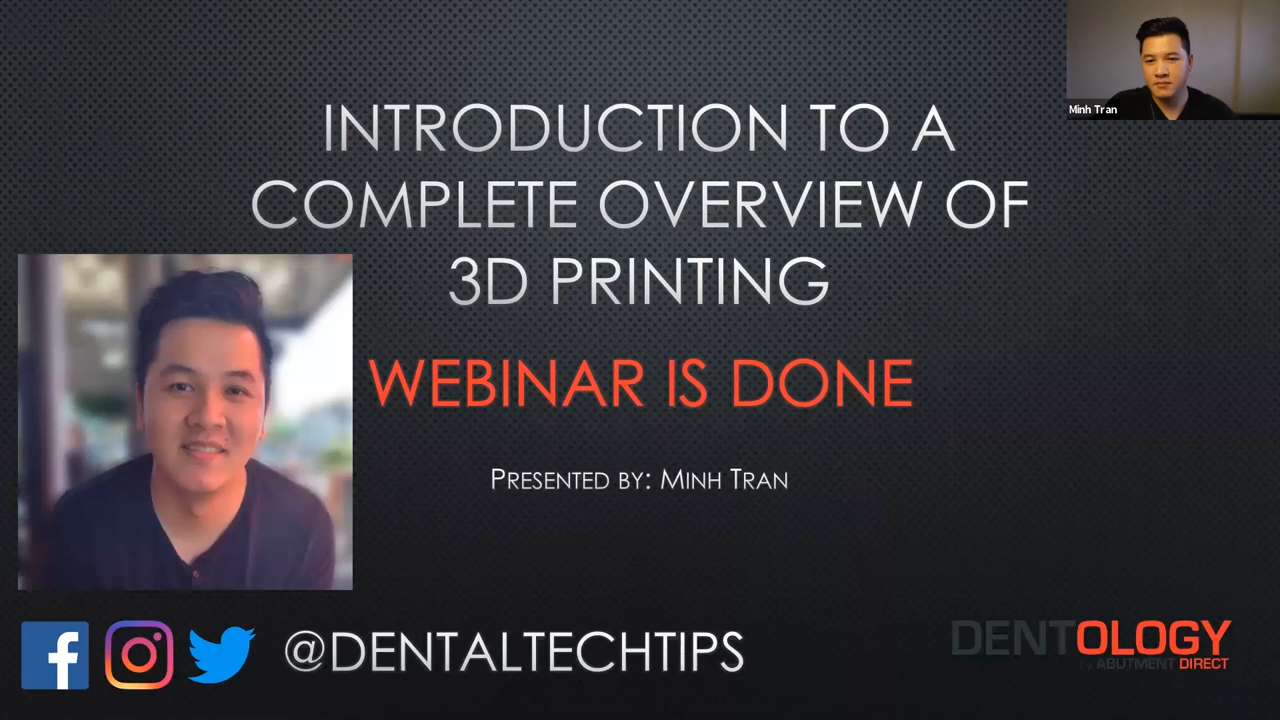 Minh Tran
INTRODUCTION TO A
COMPLETE OVERVIEW OF
3D PRINTING
WEBINAR IS DONE
PRESENTED BY: MINH TRAN
@DENTALTECHTIPS
DENTOLOGY
BY ABUTMENT DIRECT